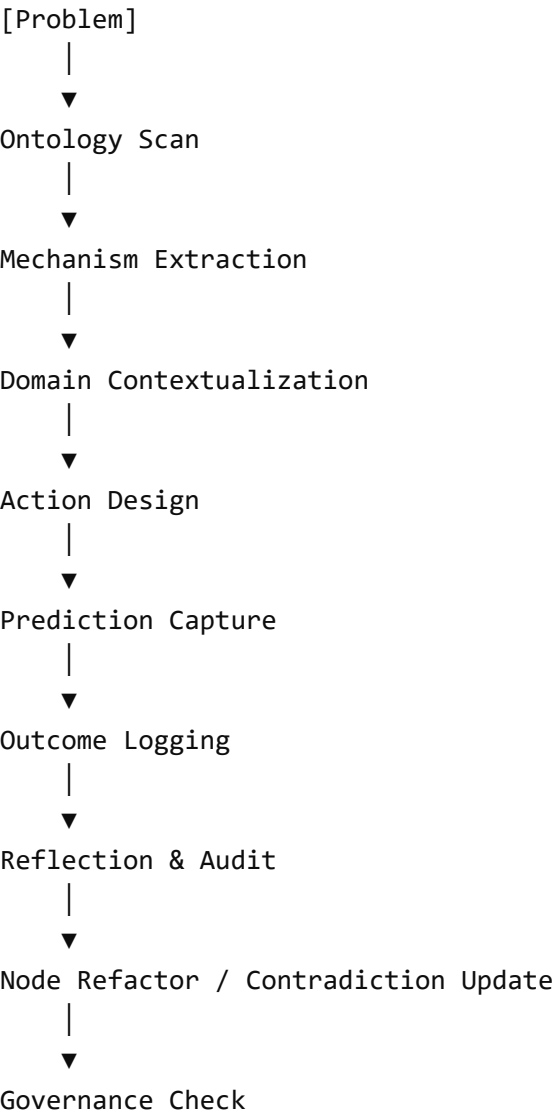 [Problem]
│
▼
Ontology Scan
│
▼
Mechanism Extraction
│
▼
Domain Contextualization
│
▼
Action Design
│
▼
Prediction Capture
│
▼
Outcome Logging
│
▼
Reflection & Audit
│
▼
Node Refactor / Contradiction Update
│
▼
Governance Check